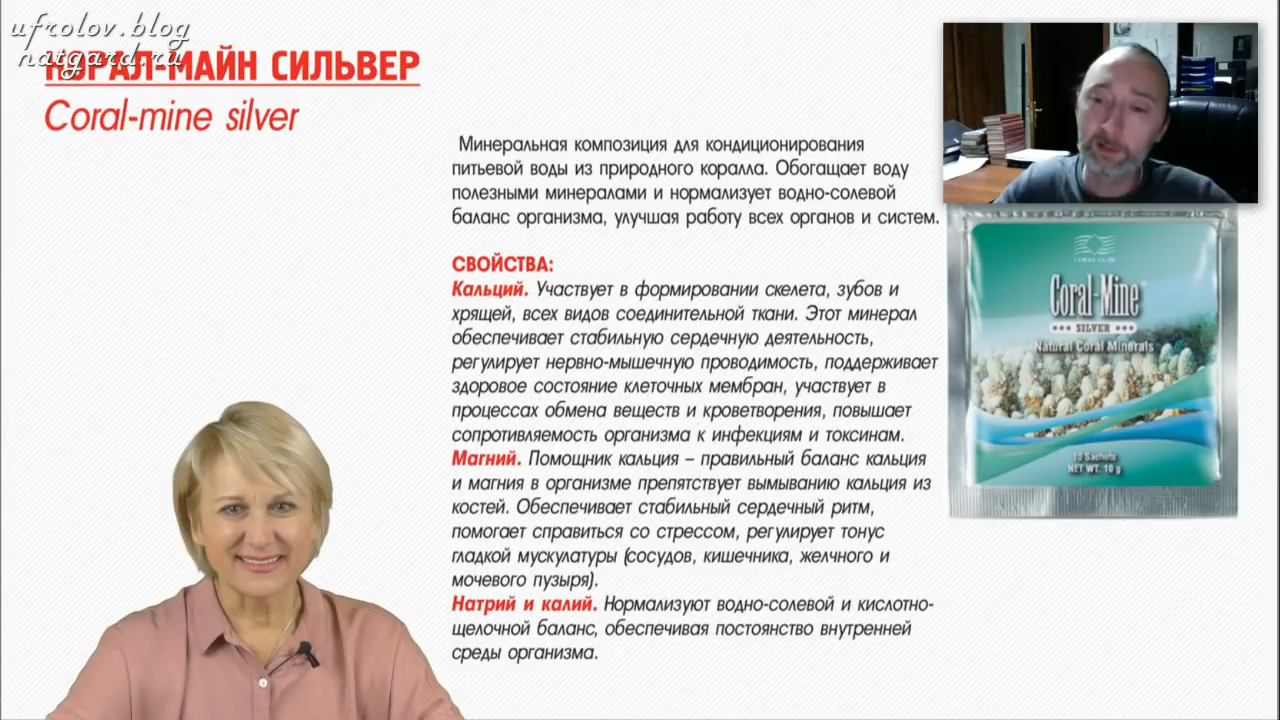 ufrolov.blog
natgard.ru
КОРАЛ-МАЙН СИЛЬВЕР
Coral-mine silver
Минеральная композиция для кондиционирования
питьевой воды из природного коралла. Обогащает воду
полезными минералами и нормализует водно-солевой
баланс организма, улучшая работу всех органов и систем.
СВОЙСТВА:
Кальций. Участвует в формировании скелета, зубов и
хрящей, всех видов соединительной ткани. Этот минерал
обеспечивает стабильную сердечную деятельность,
регулирует нервно-мышечную проводимость, поддерживает
здоровое состояние клеточных мембран, участвует в
процессах обмена веществ и кроветворения, повышает
сопротивляемость организма к инфекциям и токсинам.
Магний. Помощник кальция – правильный баланс кальция
и магния в организме препятствует вымыванию кальция из
костей. Обеспечивает стабильный сердечный ритм,
помогает справиться со стрессом, регулирует тонус
гладкой мускулатуры (сосудов, кишечника, желчного и
мочевого пузыря).
Натрий и калий. Нормализуют водно-солевой и кислотно-
щелочной баланс, обеспечивая постоянство внутренней
среды организма.
CORAL CLUB
Coral-Mine
SILVER
Natural Coral Minerals
10 Sachets
NET WT. 10 g